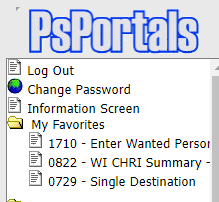 PsPortals
Log Out
Change Password
Information Screen
My Favorites
1710 - Enter Wanted Person
0822 - WI CHRI Summary -
0729 - Single Destination